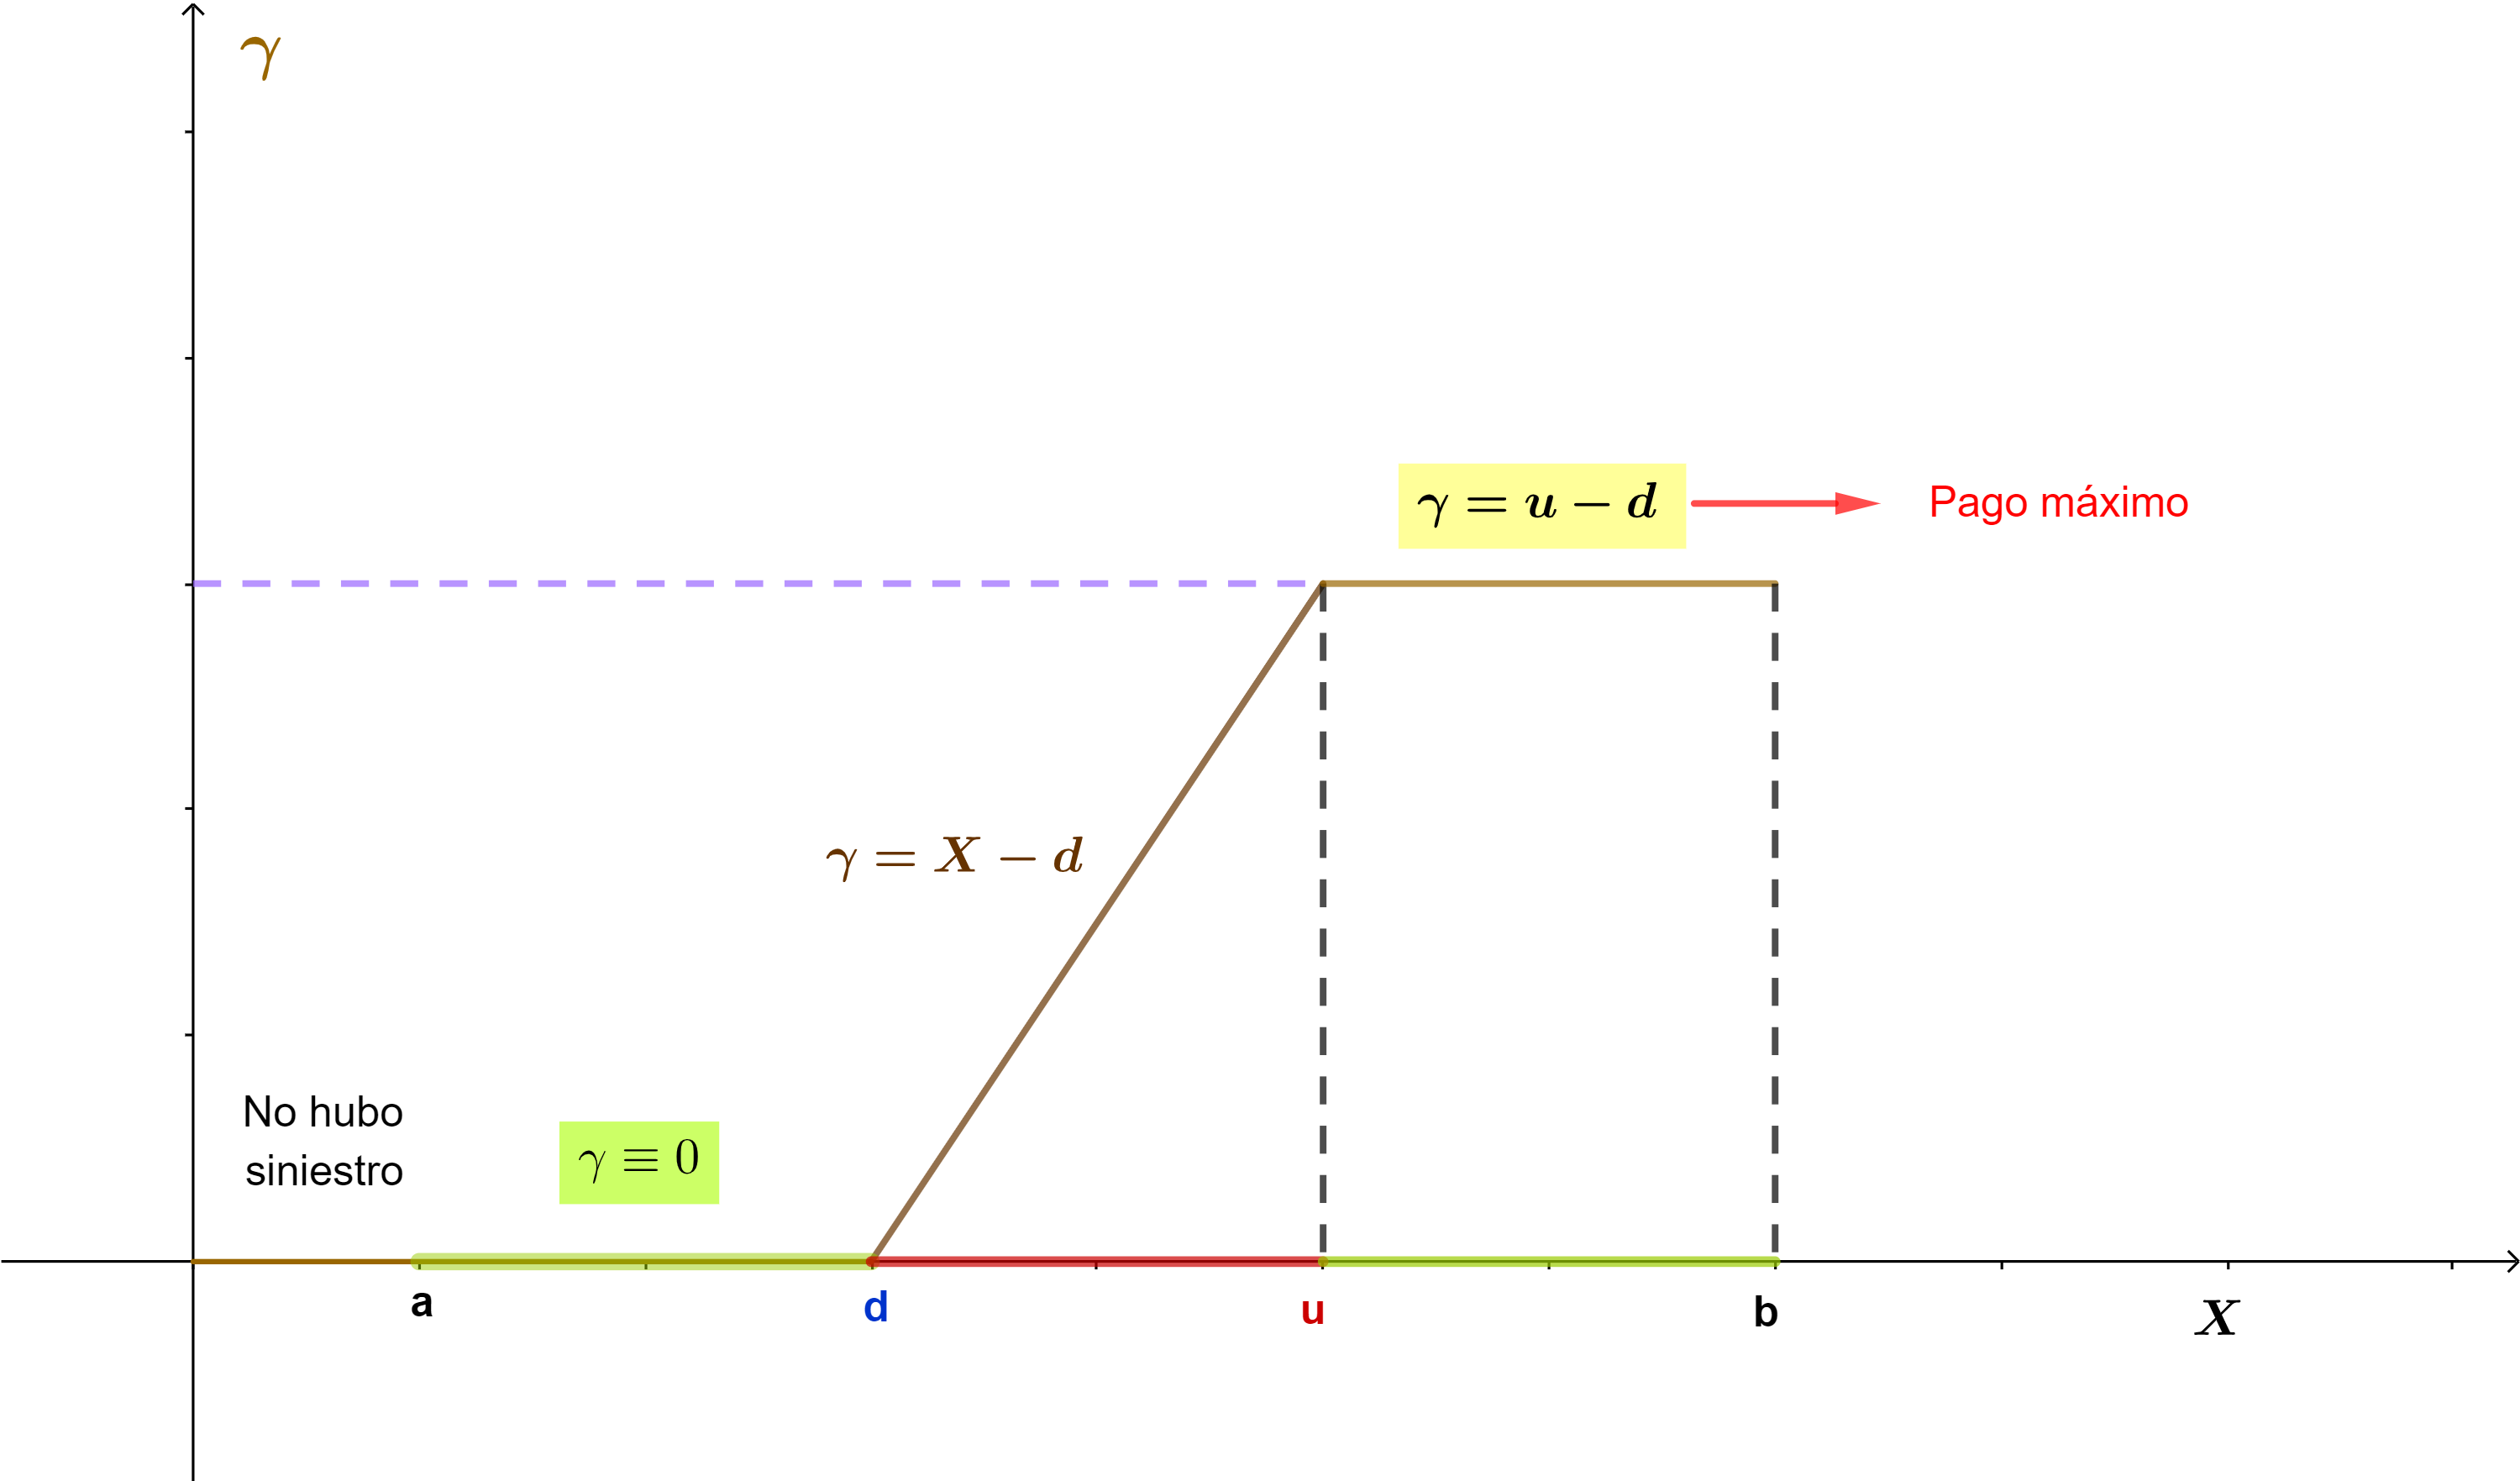 γ
γ = u − d
Pago máximo
γ = X − d
No hubo
siniestro
γ ≡ 0
a
d
u
b
X